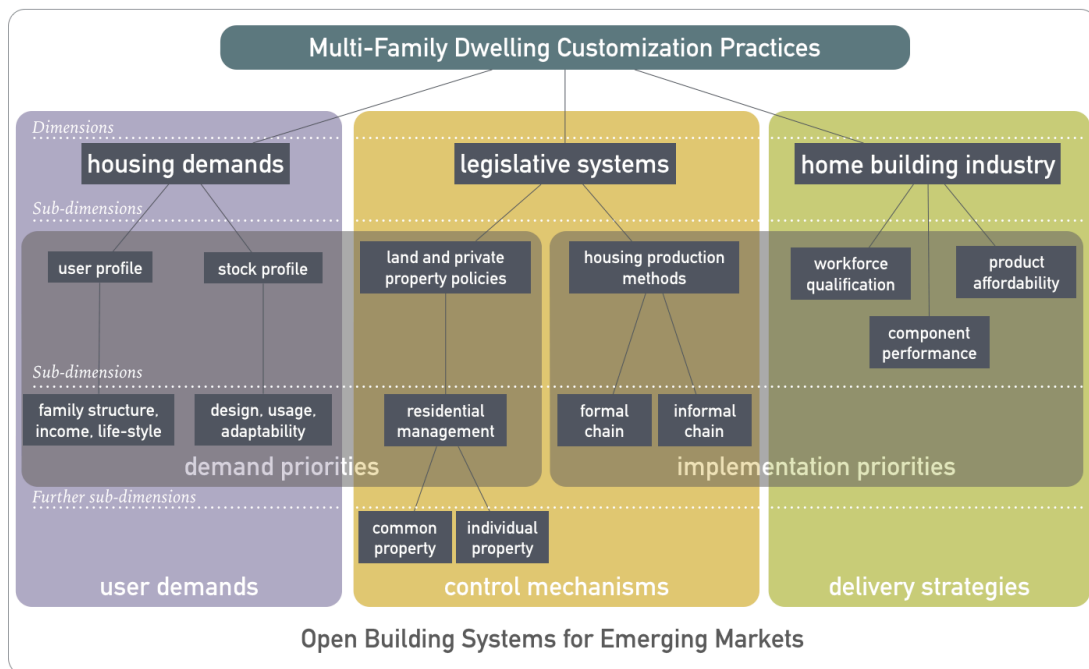 Multi-Family Dwelling Customization Practices
Dimensions
housing demands
legislative systems
home building industry
Sub-dimensions
user profile
stock profile
land and private
property policies
housing production
methods
workforce
qualification
product
affordability
component
performance
Sub-dimensions
family structure,
income, life-style
design, usage,
adaptability
residential
management
formal
chain
informal
chain
demand priorities
implementation priorities
Further sub-dimensions
common
property
individual
property
user demands
control mechanisms
delivery strategies
Open Building Systems for Emerging Markets